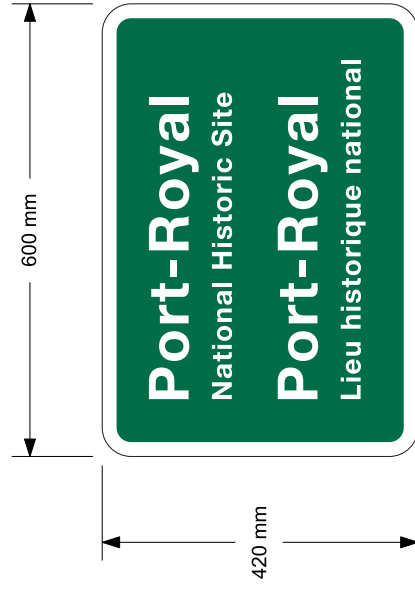 Port-Royal
National Historic Site
Port-Royal
Lieu historique national
600 mm
420 mm